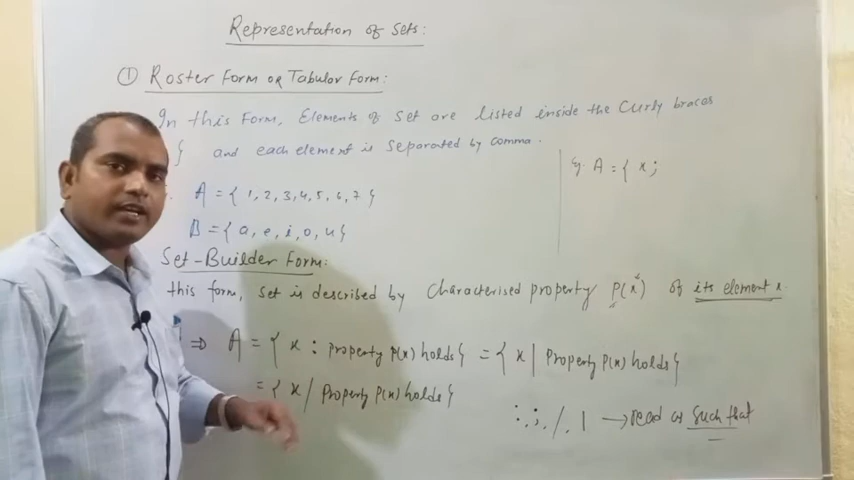 Representation of Sets:
① Roster Form OR Tabular Form:
In this Form, Elements of Set are listed inside the Curly braces
} and each element is separated by comma.
A = { 1, 2, 3, 4, 5, 6, 7 }
B = { a, e, i, o, u }
Eg. A = { x ;
Set-Builder Form:
this form, set is described by characterised property P(x) of its element x.
⇒ A = { x : property P(x) holds } = { x | Property P(x) holds }
= { x / Property P(x) holds }
: , ; , / , | → read as such that